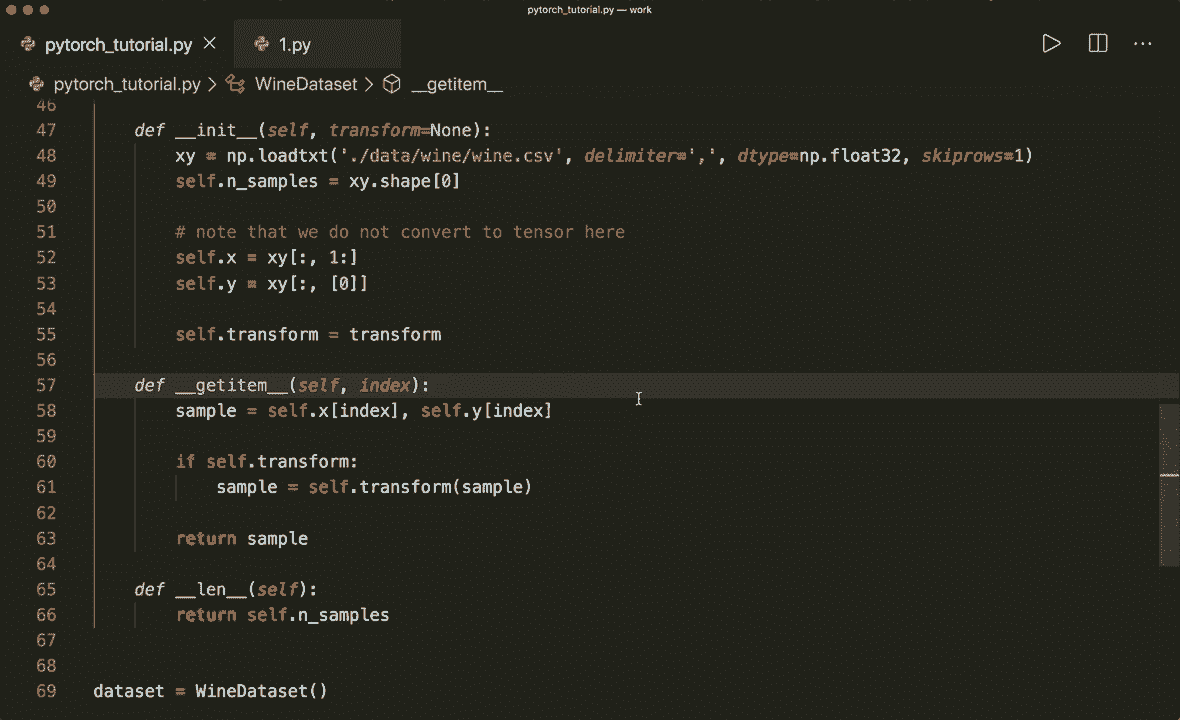 pytorch_tutorial.py — work
pytorch_tutorial.py 1.py
pytorch_tutorial.py > WineDataset > __getitem__
46
47 def __init__(self, transform=None):
48 xy = np.loadtxt('./data/wine/wine.csv', delimiter=',', dtype=np.float32, skiprows=1)
49 self.n_samples = xy.shape[0]
50
51 # note that we do not convert to tensor here
52 self.x = xy[:, 1:]
53 self.y = xy[:, [0]]
54
55 self.transform = transform
56
57 def __getitem__(self, index):
58 sample = self.x[index], self.y[index]
59
60 if self.transform:
61 sample = self.transform(sample)
62
63 return sample
64
65 def __len__(self):
66 return self.n_samples
67
68
69 dataset = WineDataset()